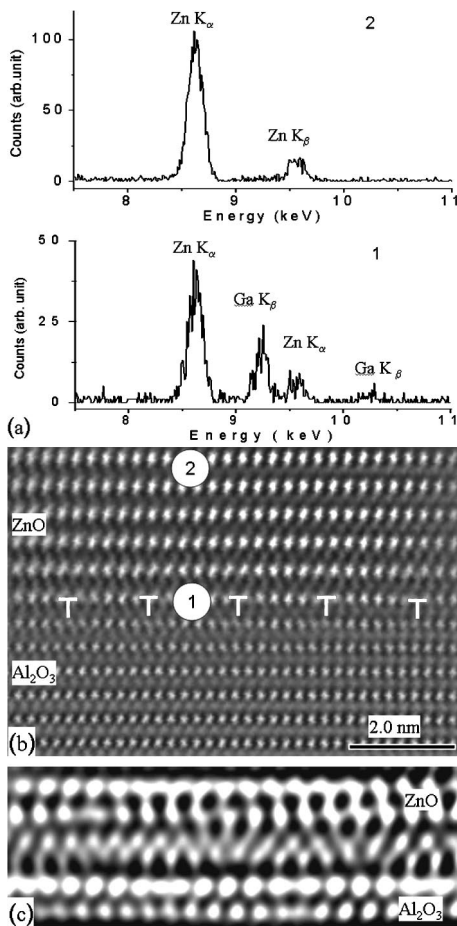 Zn Kα
2
Counts (arb.unit)
100
50
0
Zn Kβ
8
9
10
11
Energy (keV)
Counts (arb. unit)
50
25
0
Zn Kα
1
Ga Kβ
Zn Kα
Ga Kβ
8
9
10
11
Energy ( keV)
(a)
2
ZnO
T T 1 T T T
Al2O3
2.0 nm
(b)
ZnO
(c)
Al2O3